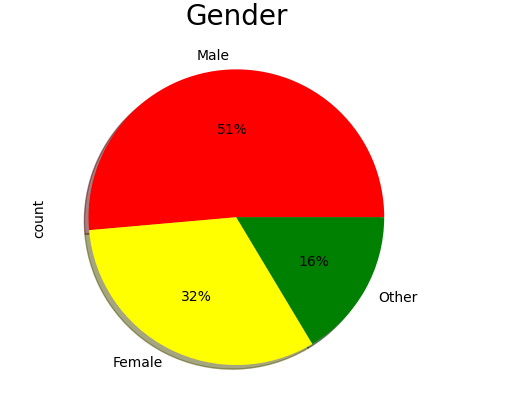 Gender
Male
51%
count
32%
16%
Other
Female